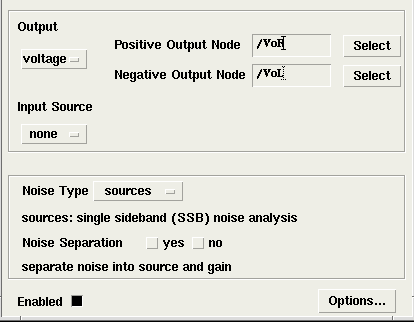 Output
voltage
Positive Output Node /VoR Select
Negative Output Node /VoL Select
Input Source
none
Noise Type sources
sources: single sideband (SSB) noise analysis
Noise Separation yes no
separate noise into source and gain
Enabled Options...